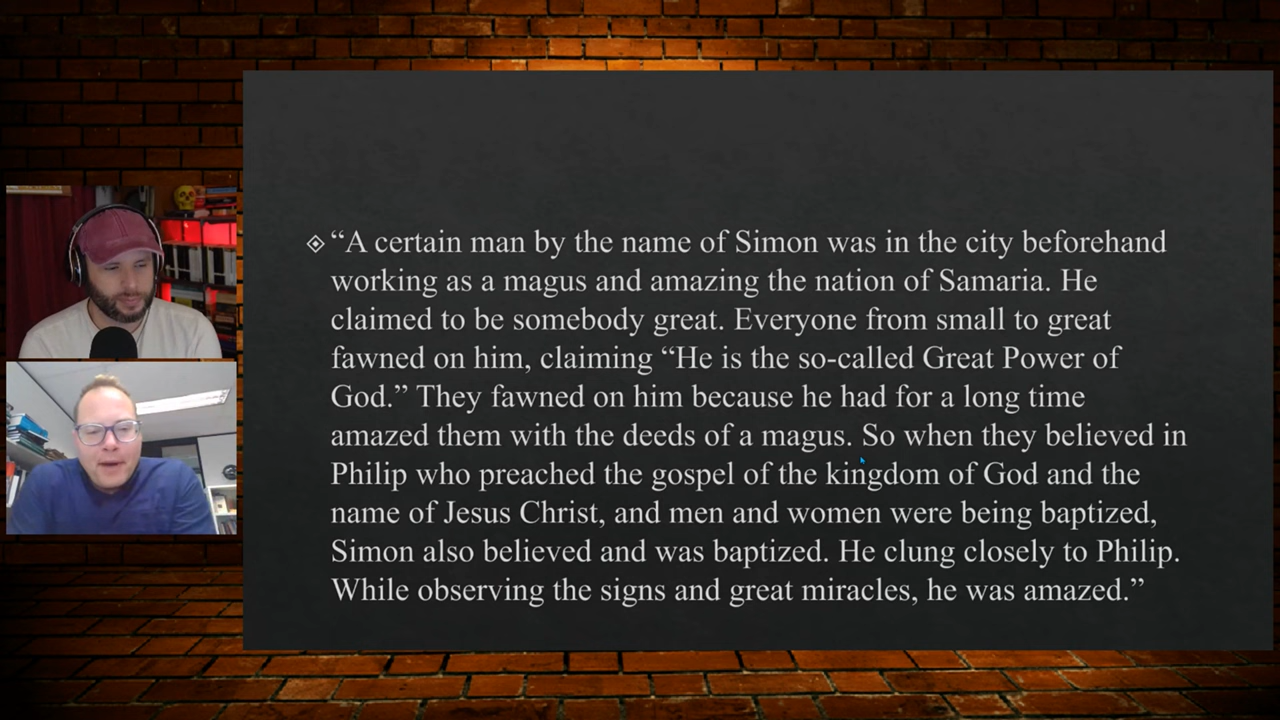 “A certain man by the name of Simon was in the city beforehand
working as a magus and amazing the nation of Samaria. He
claimed to be somebody great. Everyone from small to great
fawned on him, claiming “He is the so-called Great Power of
God.” They fawned on him because he had for a long time
amazed them with the deeds of a magus. So when they believed in
Philip who preached the gospel of the kingdom of God and the
name of Jesus Christ, and men and women were being baptized,
Simon also believed and was baptized. He clung closely to Philip.
While observing the signs and great miracles, he was amazed.”